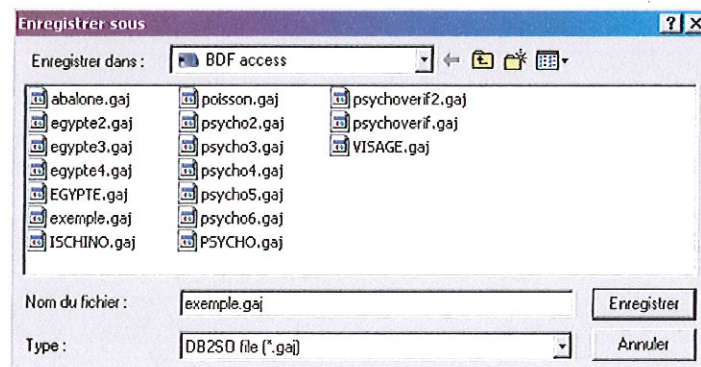 Enregistrer sous
Enregistrer dans : BDF access
abalone.gaj poisson.gaj psychoverif2.gaj
egypte2.gaj psycho2.gaj psychoverif.gaj
egypte3.gaj psycho3.gaj VISAGE.gaj
egypte4.gaj psycho4.gaj
EGYPTE.gaj psycho5.gaj
exemple.gaj psycho6.gaj
ISCHINO.gaj PSYCHO.gaj
Nom du fichier : exemple.gaj Enregistrer
Type : DB2SO file (*.gaj) Annuler